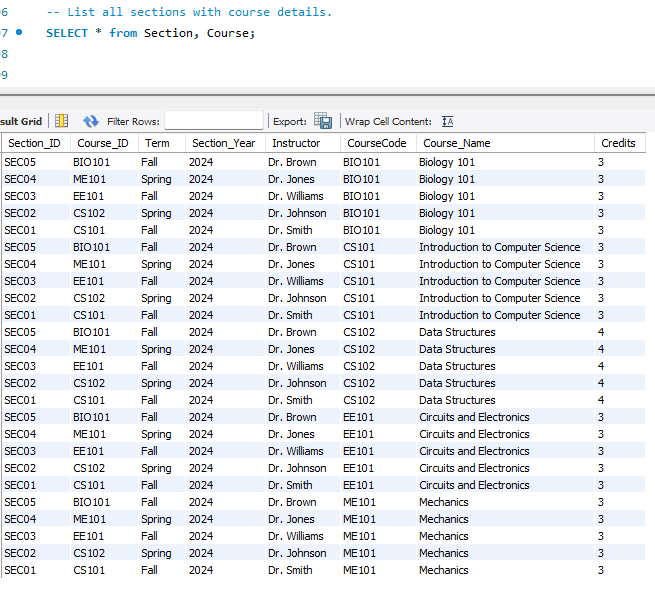 96 -- List all sections with course details.
97 SELECT * from Section, Course;
98
99
sult Grid Filter Rows: Export: Wrap Cell Content:
Section_ID Course_ID Term Section_Year Instructor CourseCode Course_Name Credits
SEC05 BIO101 Fall 2024 Dr. Brown BIO101 Biology 101 3
SEC04 ME101 Spring 2024 Dr. Jones BIO101 Biology 101 3
SEC03 EE101 Fall 2024 Dr. Williams BIO101 Biology 101 3
SEC02 CS102 Spring 2024 Dr. Johnson BIO101 Biology 101 3
SEC01 CS101 Fall 2024 Dr. Smith BIO101 Biology 101 3
SEC05 BIO101 Fall 2024 Dr. Brown CS101 Introduction to Computer Science 3
SEC04 ME101 Spring 2024 Dr. Jones CS101 Introduction to Computer Science 3
SEC03 EE101 Fall 2024 Dr. Williams CS101 Introduction to Computer Science 3
SEC02 CS102 Spring 2024 Dr. Johnson CS101 Introduction to Computer Science 3
SEC01 CS101 Fall 2024 Dr. Smith CS101 Introduction to Computer Science 3
SEC05 BIO101 Fall 2024 Dr. Brown CS102 Data Structures 4
SEC04 ME101 Spring 2024 Dr. Jones CS102 Data Structures 4
SEC03 EE101 Fall 2024 Dr. Williams CS102 Data Structures 4
SEC02 CS102 Spring 2024 Dr. Johnson CS102 Data Structures 4
SEC01 CS101 Fall 2024 Dr. Smith CS102 Data Structures 4
SEC05 BIO101 Fall 2024 Dr. Brown EE101 Circuits and Electronics 3
SEC04 ME101 Spring 2024 Dr. Jones EE101 Circuits and Electronics 3
SEC03 EE101 Fall 2024 Dr. Williams EE101 Circuits and Electronics 3
SEC02 CS102 Spring 2024 Dr. Johnson EE101 Circuits and Electronics 3
SEC01 CS101 Fall 2024 Dr. Smith EE101 Circuits and Electronics 3
SEC05 BIO101 Fall 2024 Dr. Brown ME101 Mechanics 3
SEC04 ME101 Spring 2024 Dr. Jones ME101 Mechanics 3
SEC03 EE101 Fall 2024 Dr. Williams ME101 Mechanics 3
SEC02 CS102 Spring 2024 Dr. Johnson ME101 Mechanics 3
SEC01 CS101 Fall 2024 Dr. Smith ME101 Mechanics 3